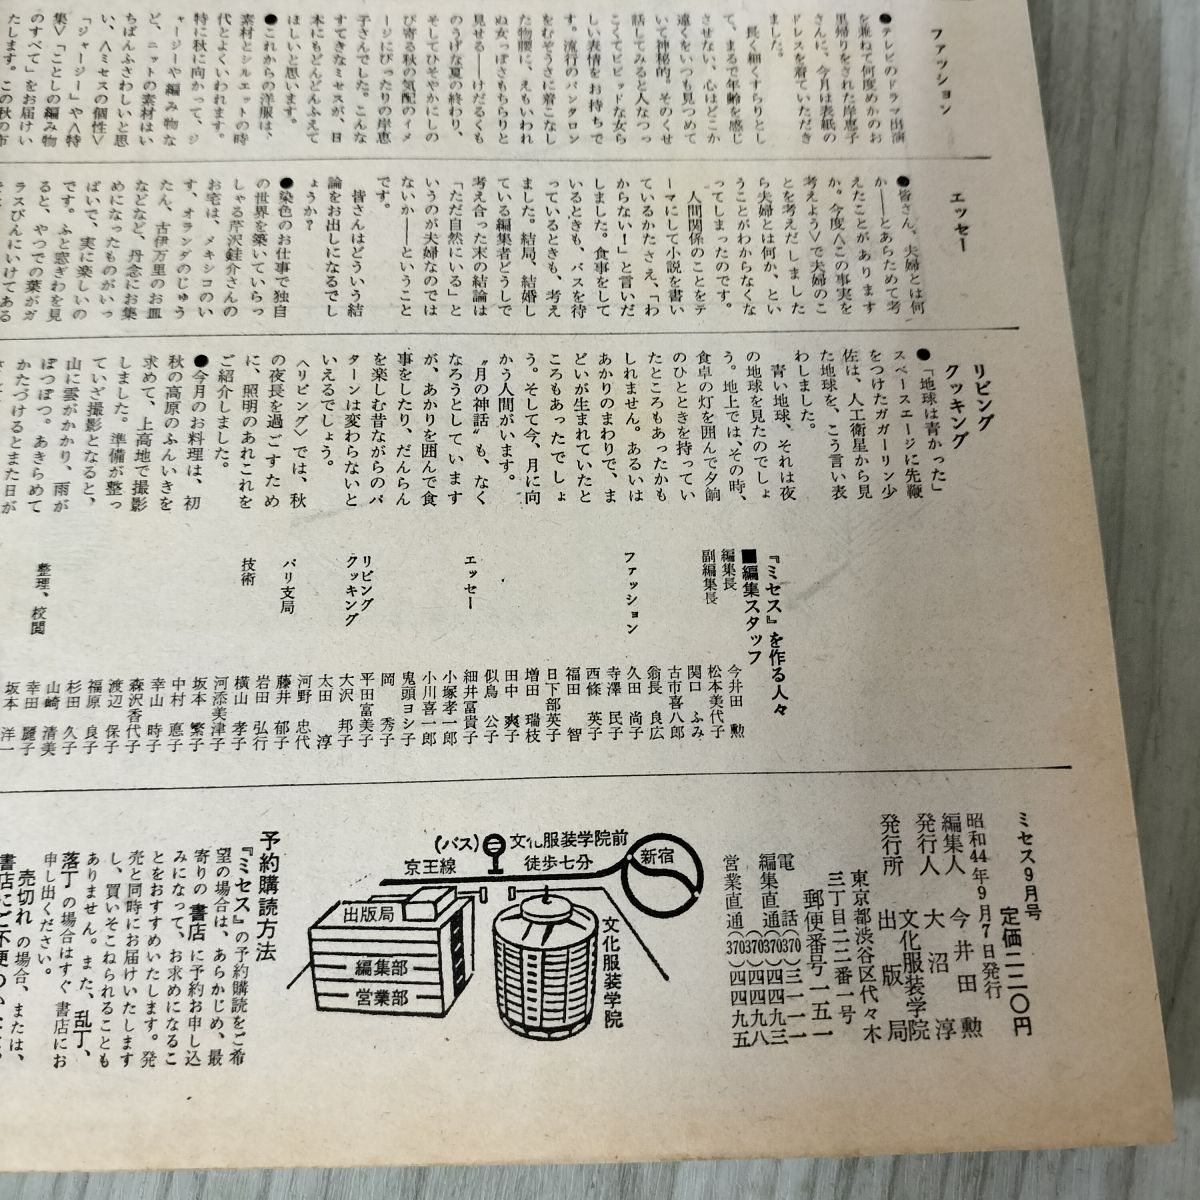 ファッション
●テレビのドラマ出演
を兼ねて何度めかのお
里帰りをされた岸恵子
さんに、今月は表紙の
ドレスを着ていただき
ました。
長く細くすらりとし
て、まるで年齢を感じ
させない、心はどこか
遠くをいつも見つめて
いて神秘的。そのくせ
話してみると人なつっ
こくてビビッドな女ら
しい表情をお持ちで
す。流行のパンタロン
をむぞうさに着こなし
た物腰に、えもいわれ
ぬ女っぽさもちらりと
見せる——けだるくも
のうげな夏の終わり、
そしてひそやかにしの
び寄る秋の気配のイメ
ージにぴったりの岸恵
子さんでした。こんな
すてきなミセスが、日
本にもどんどんふえて
ほしいと思います。
●これからの洋服は、
素材とシルエットの時
代とよくいわれます。
特に秋に向かって、ジ
ャージーや編み物な
ど、ニットの素材はい
ちばんふさわしいと思
い、〈ミセスの個性〉
「ジャージー」や〈特
集〉「ことしの編み物
のすべて」をお届けい
たします。この秋の市
エッセー
●皆さん、夫婦とは何
か——とあらためて考
えたことがあります
か。今度〈この事実を
考えよう〉で夫婦のこ
とを考えだしました
ら夫婦とは何か、とい
うことがわからなくな
ってしまったのです。
人間関係のことをテ
ーマにして小説を書い
ているかたさえ、「わ
からない！」と言いだ
しました。食事をして
いるときも、バスを待
っているときも、考え
ました。結局、結婚し
ている編集者どうしで
考え合った末の結論は
「ただ自然にいる」と
いうのが夫婦なのでは
ないか——ということ
です。
皆さんはどういう結
論をお出しになるでし
ょうか？
●染色のお仕事で独自
の世界を築いていらっ
しゃる芹沢銈介さんの
お宅は、メキシコのい
す、オランダのじゅう
たん、古伊万里のお皿
などなど、丹念にお集
めになったものがいっ
ぱいで、実に楽しいの
です。ふと窓ぎわを見
ると、やつでの葉がガ
ラスびんにいけてある
リビング
クッキング
●「地球は青かった」
スペースエージに先鞭
をつけたガガーリン少
佐は、人工衛星から見
た地球を、こう言い表
わしました。
青い地球、それは夜
の地球を見たのでしょ
う。地上では、その時、
食卓の灯を囲んで夕餉
のひとときを持ってい
たところもあったかも
しれません。あるいは
あかりのまわりで、ま
どいが生まれていたと
ころもあったでしょ
う。そして今、月に向
かう人間がいます。
〝月の神話〟も、なく
なろうとしています
が、あかりを囲んで食
事をしたり、だんらん
を楽しむ昔ながらのパ
ターンは変わらないと
いえるでしょう。
〈リビング〉では、秋
の夜長を過ごすため
に、照明のあれこれを
ご紹介しました。
●今月のお料理は、初
秋の高原のふんいきを
求めて、上高地で撮影
しました。準備が整っ
ていざ撮影となると、
山に雲がかかり、雨が
ぽつぽつ。あきらめて
かたづけるとまた日が
『ミセス』を作る人々
■編集スタッフ
編集長 今井田 勲
副編集長 松本美代子
関口 ふみ
古市喜八郎
翁長 良広
ファッション 久田 尚子
寺澤 民子
西條 英子
福田 智
日下部英子
増田 瑞枝
田中 爽子
似鳥 公子
エッセー 細井富貴子
小塚孝一郎
小川喜一郎
鬼頭ヨシ子
岡 秀子
リビング
クッキング 平田富美子
大沢 邦子
太田 淳
河野 忠代
パリ支局 藤井 郁子
岩田 弘行
技術 横山 孝子
河添美津子
坂本 繁子
中村 恵子
幸山 時子
森沢香代子
渡辺 保子
福原 良子
杉田 久子
山崎 清美
整理、校閲 幸田 麗子
坂本 洋一
ミセス9月号
定価二二〇円
昭和44年9月7日発行
編集人 今井田勲
発行人 大沼淳
発行所 文化服装学院
出版局
東京都渋谷区代々木
三丁目二二番一号
郵便番号一五一
電話(370)三一一一
編集直通(370)四四九三
(370)四四九八
営業直通(370)四四九五
新宿
文化服装学院前
徒歩七分
(バス)
京王線
出版局
編集部
営業部
文化服装学院
予約購読方法
『ミセス』の予約購読をご希
望の場合は、あらかじめ、最
寄りの書店に予約お申し込
みになって、お求めになるこ
とをおすすめいたします。発
売と同時にお届けいたします
し、買いそこねられることも
ありません。また、乱丁、
落丁の場合はすぐ書店にお
申し出ください。
売切れの場合、または、